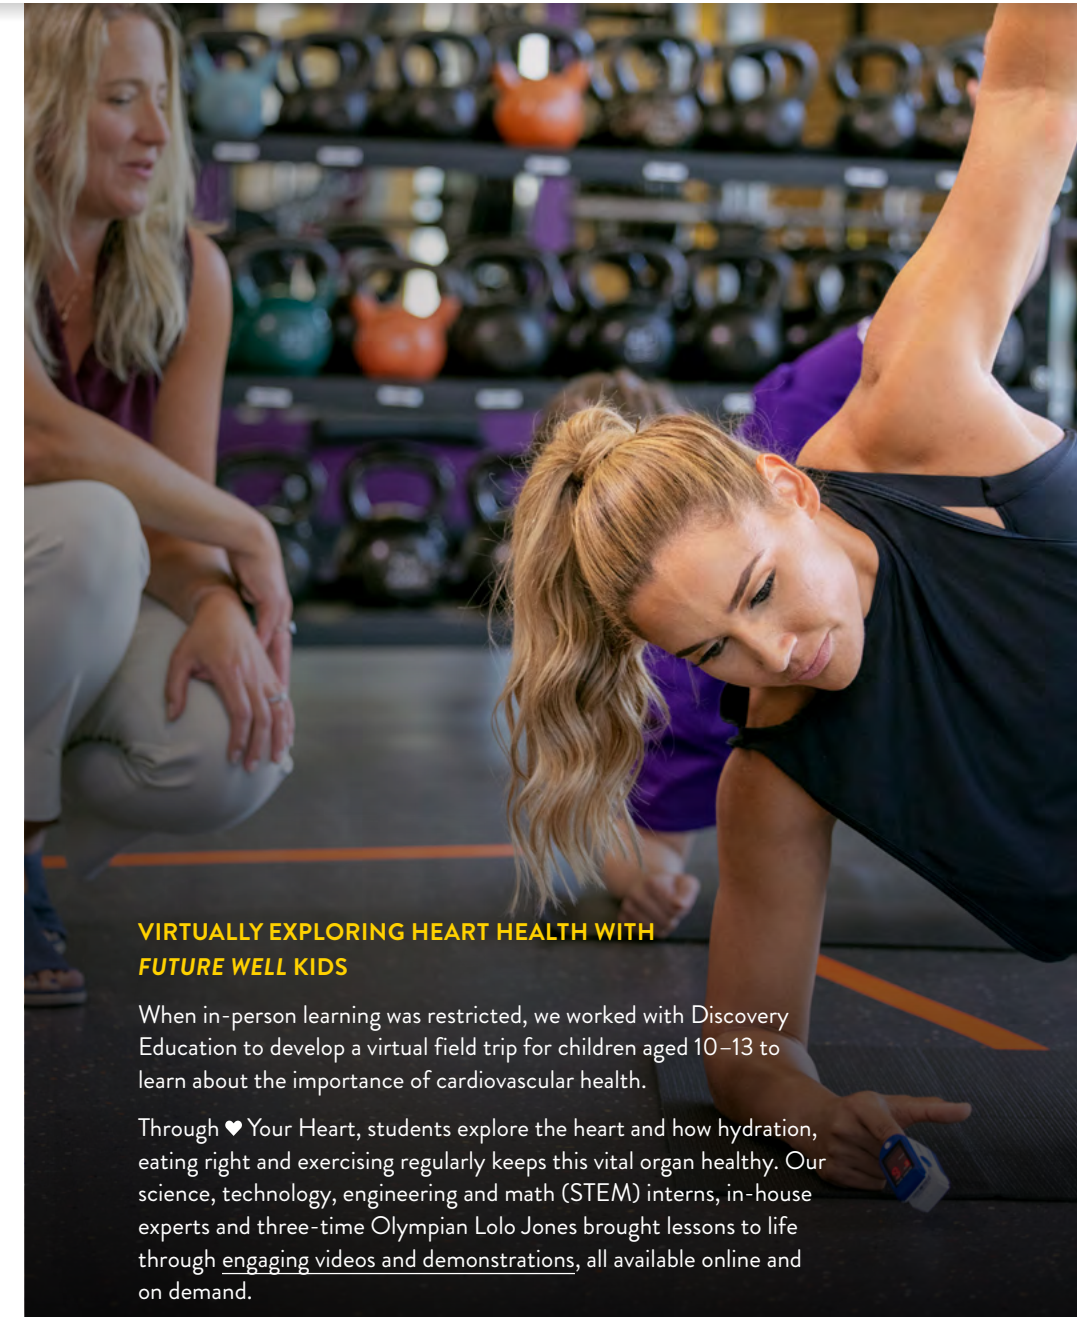 VIRTUALLY EXPLORING HEART HEALTH WITH
FUTURE WELL KIDS
When in-person learning was restricted, we worked with Discovery
Education to develop a virtual field trip for children aged 10–13 to
learn about the importance of cardiovascular health.
Through ♥ Your Heart, students explore the heart and how hydration,
eating right and exercising regularly keeps this vital organ healthy. Our
science, technology, engineering and math (STEM) interns, in-house
experts and three-time Olympian Lolo Jones brought lessons to life
through engaging videos and demonstrations, all available online and
on demand.